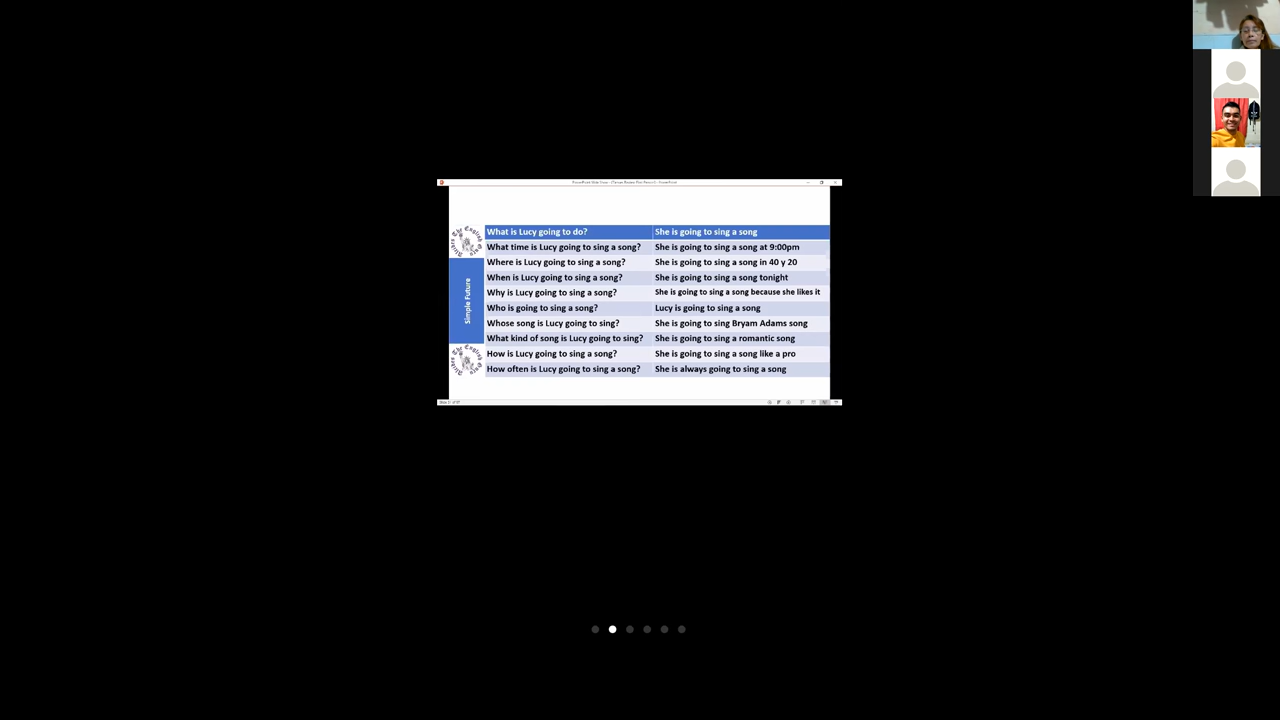 What is Lucy going to do? She is going to sing a song
What time is Lucy going to sing a song? She is going to sing a song at 9:00pm
Where is Lucy going to sing a song? She is going to sing a song in 40 y 20
When is Lucy going to sing a song? She is going to sing a song tonight
Why is Lucy going to sing a song? She is going to sing a song because she likes it
Who is going to sing a song? Lucy is going to sing a song
Whose song is Lucy going to sing? She is going to sing Bryam Adams song
What kind of song is Lucy going to sing? She is going to sing a romantic song
How is Lucy going to sing a song? She is going to sing a song like a pro
How often is Lucy going to sing a song? She is always going to sing a song
Simple Future
The English